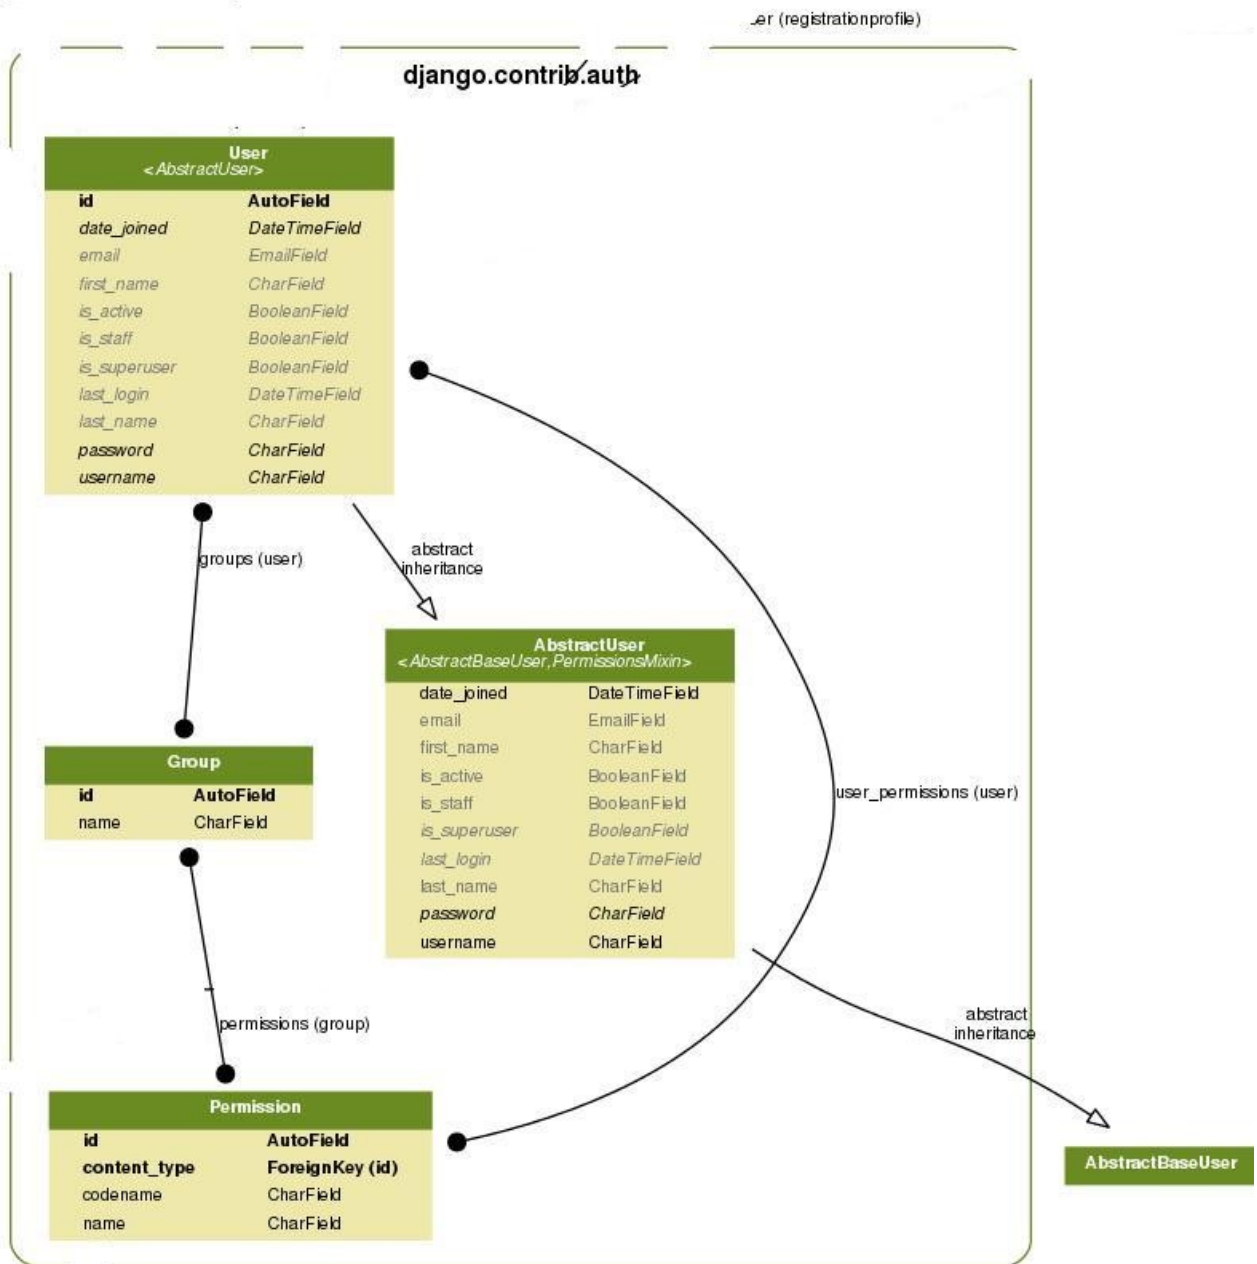 (registrationprofile)
django.contrib.auth
User
<AbstractUser>
id AutoField
date_joined DateTimeField
email EmailField
first_name CharField
is_active BooleanField
is_staff BooleanField
is_superuser BooleanField
last_login DateTimeField
last_name CharField
password CharField
username CharField
groups (user)
abstract
inheritance
AbstractUser
<AbstractBaseUser,PermissionsMixin>
date_joined DateTimeField
email EmailField
first_name CharField
is_active BooleanField
is_staff BooleanField
is_superuser BooleanField
last_login DateTimeField
last_name CharField
password CharField
username CharField
Group
id AutoField
name CharField
user_permissions (user)
permissions (group)
abstract
inheritance
Permission
id AutoField
content_type ForeignKey (id)
codename CharField
name CharField
AbstractBaseUser